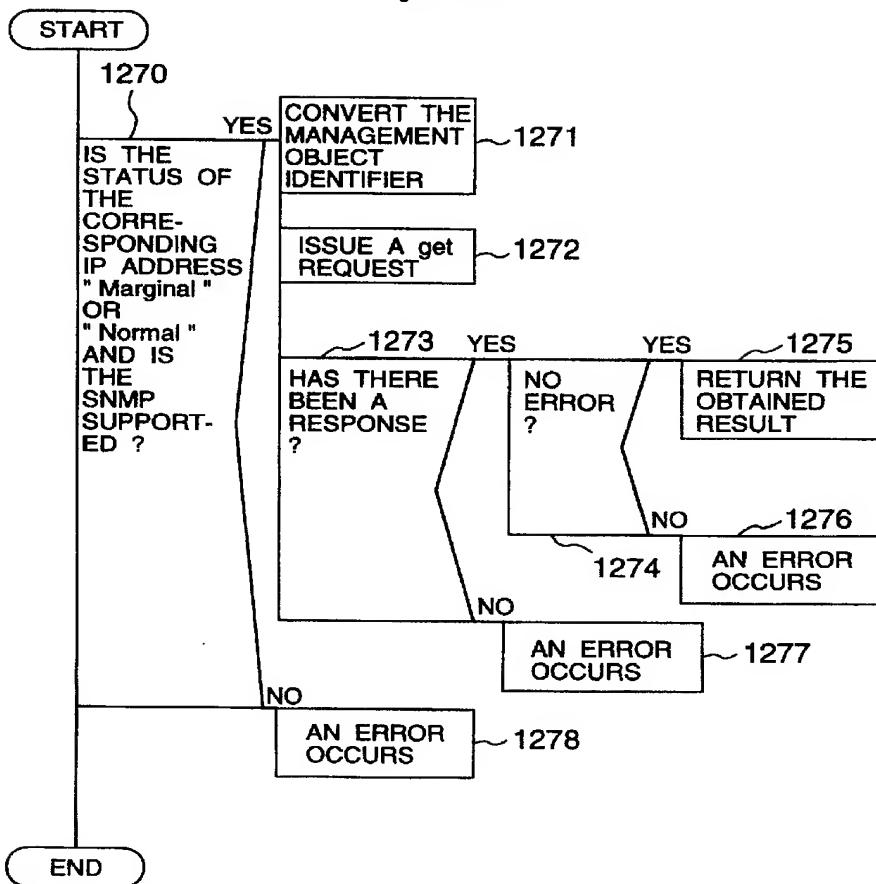 START
1270
YES
IS THE
STATUS OF
THE
CORRE-
SPONDING
IP ADDRESS
" Marginal "
OR
" Normal "
AND IS
THE
SNMP
SUPPORT-
ED ?
CONVERT THE
MANAGEMENT
OBJECT
IDENTIFIER
1271
ISSUE A get
REQUEST
1272
1273
YES
HAS THERE
BEEN A
RESPONSE
?
NO
ERROR
?
1274
YES
1275
RETURN THE
OBTAINED
RESULT
NO
1276
AN ERROR
OCCURS
NO
AN ERROR
OCCURS
1277
NO
AN ERROR
OCCURS
1278
END